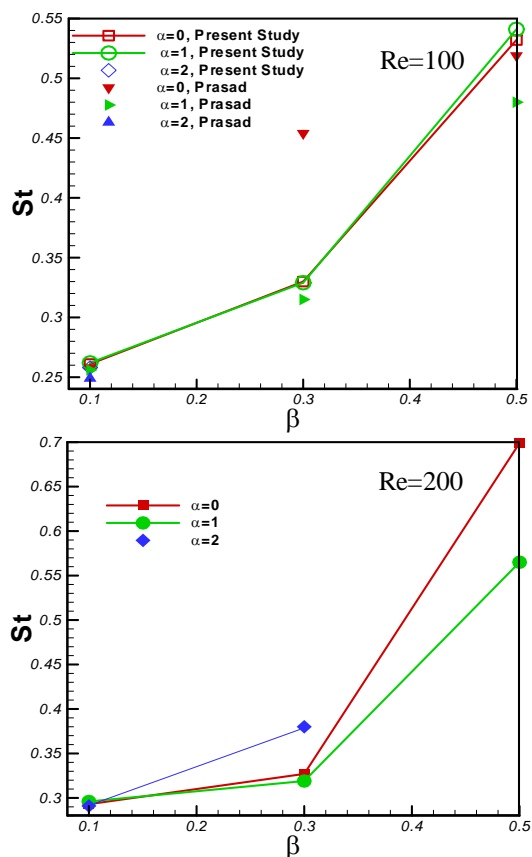 0.55
α=0, Present Study
α=1, Present Study
Re=100
α=2, Present Study
0.5
α=0, Prasad
α=1, Prasad
α=2, Prasad
0.45
St
0.4
0.35
0.3
0.25
0.1 0.2 0.3 0.4 0.5
β
0.7
Re=200
0.65
α=0
α=1
0.6
α=2
0.55
St
0.5
0.45
0.4
0.35
0.3
0.1 0.2 0.3 0.4 0.5
β